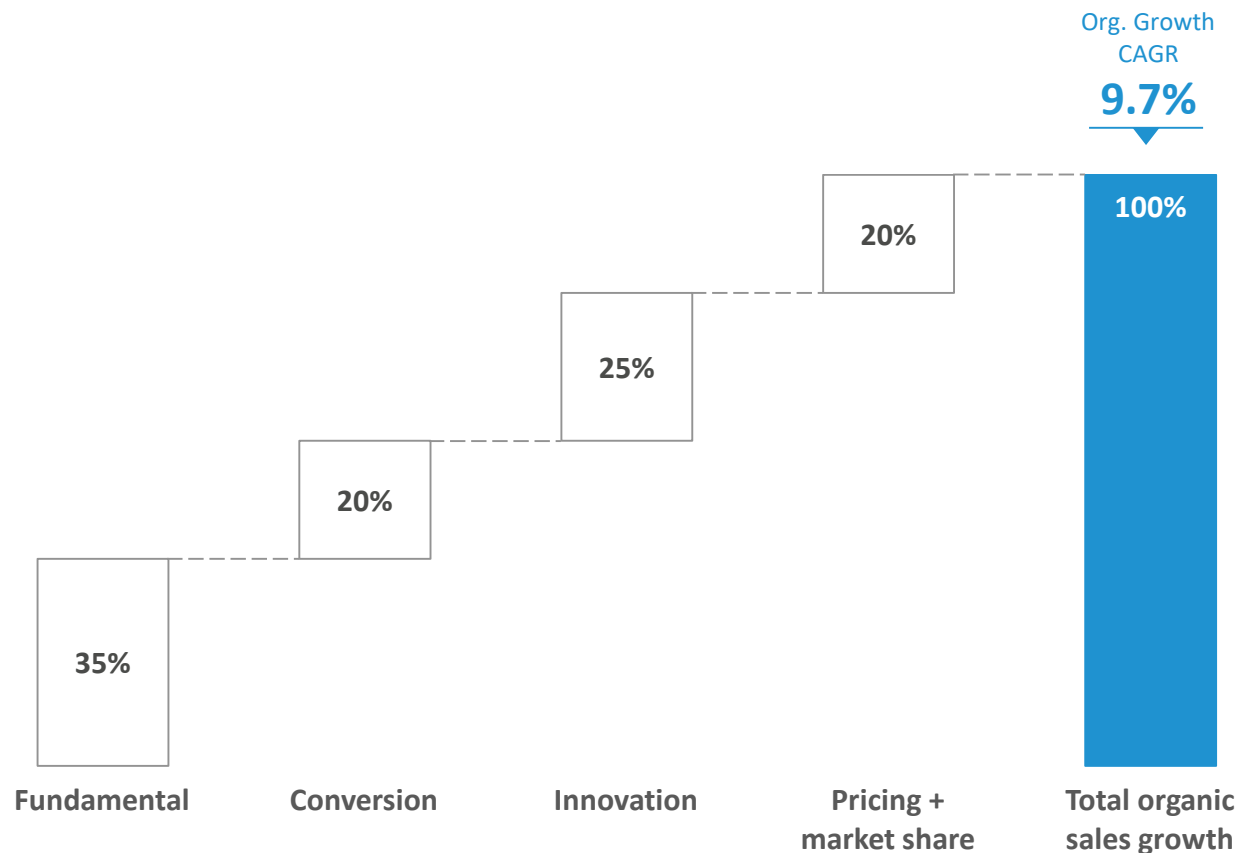 Org. Growth
CAGR
9.7%
100%
20%
25%
20%
35%
Fundamental
Conversion
Innovation
Pricing +
market share
Total organic
sales growth